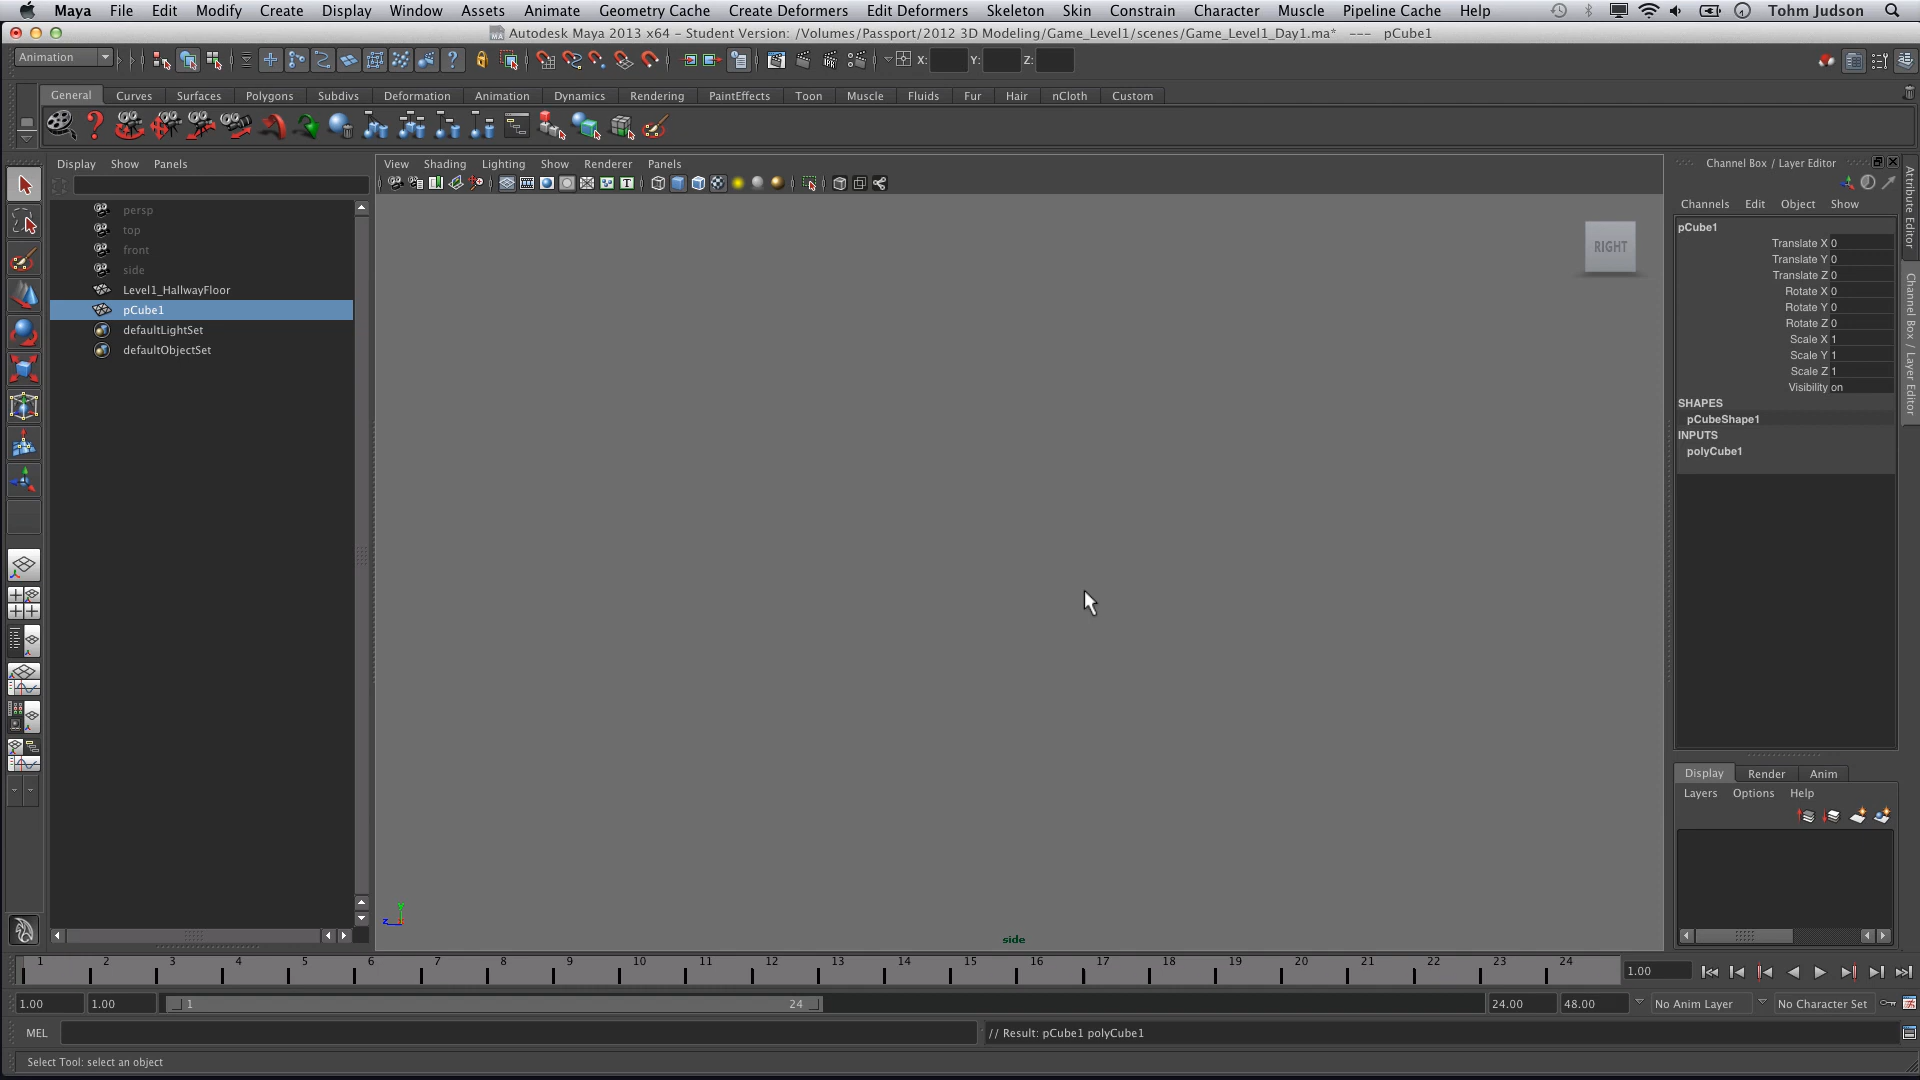 Maya File Edit Modify Create Display Window Assets Animate Geometry Cache Create Deformers Edit Deformers Skeleton Skin Constrain Character Muscle Pipeline Cache Help Tohm Judson
Autodesk Maya 2013 x64 – Student Version: /Volumes/Passport/2012 3D Modeling/Game_Level1/scenes/Game_Level1_Day1.ma* --- pCube1
Animation X: Y: Z:
General Curves Surfaces Polygons Subdivs Deformation Animation Dynamics Rendering PaintEffects Toon Muscle Fluids Fur Hair nCloth Custom
Display Show Panels
View Shading Lighting Show Renderer Panels
Channel Box / Layer Editor
Channels Edit Object Show
persp
top
front
side
Level1_HallwayFloor
pCube1
defaultLightSet
defaultObjectSet
RIGHT
y
z
side
pCube1
Translate X 0
Translate Y 0
Translate Z 0
Rotate X 0
Rotate Y 0
Rotate Z 0
Scale X 1
Scale Y 1
Scale Z 1
Visibility on
SHAPES
pCubeShape1
INPUTS
polyCube1
Attribute Editor
Channel Box / Layer Editor
Display Render Anim
Layers Options Help
1 2 3 4 5 6 7 8 9 10 11 12 13 14 15 16 17 18 19 20 21 22 23 24 1.00
1.00 1.00 1 24 24.00 48.00 No Anim Layer No Character Set
MEL // Result: pCube1 polyCube1
Select Tool: select an object